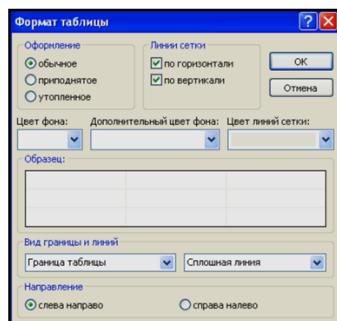 Формат таблицы
Оформление
обычное
приподнятое
утопленное
Линии сетки
по горизонтали
по вертикали
ОК
Отмена
Цвет фона: Дополнительный цвет фона: Цвет линий сетки:
Образец:
Вид границы и линий
Граница таблицы Сплошная линия
Направление
слева направо справа налево